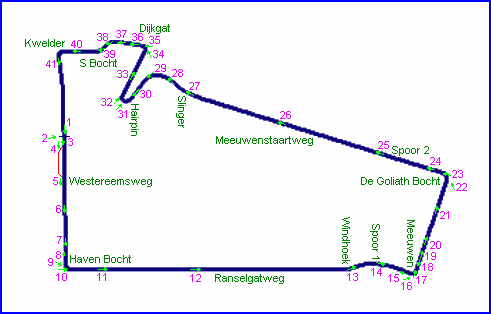 38 37 36 35 Dijkgat
Kwelder 40 39 34
41 S Bocht 33 29 28
32 31 30 27
Hairpin Slinger
26
1
2 3
4 Meeuwenstaartweg
25 Spoor 2
24
23
5 Westereemsweg De Goliath Bocht
22
6 21
7 20
8 Windhoek Spoor 1 Meeuwen 19
9 Haven Bocht 18
10 11 12 13 14 15 16 17
Ranselgatweg